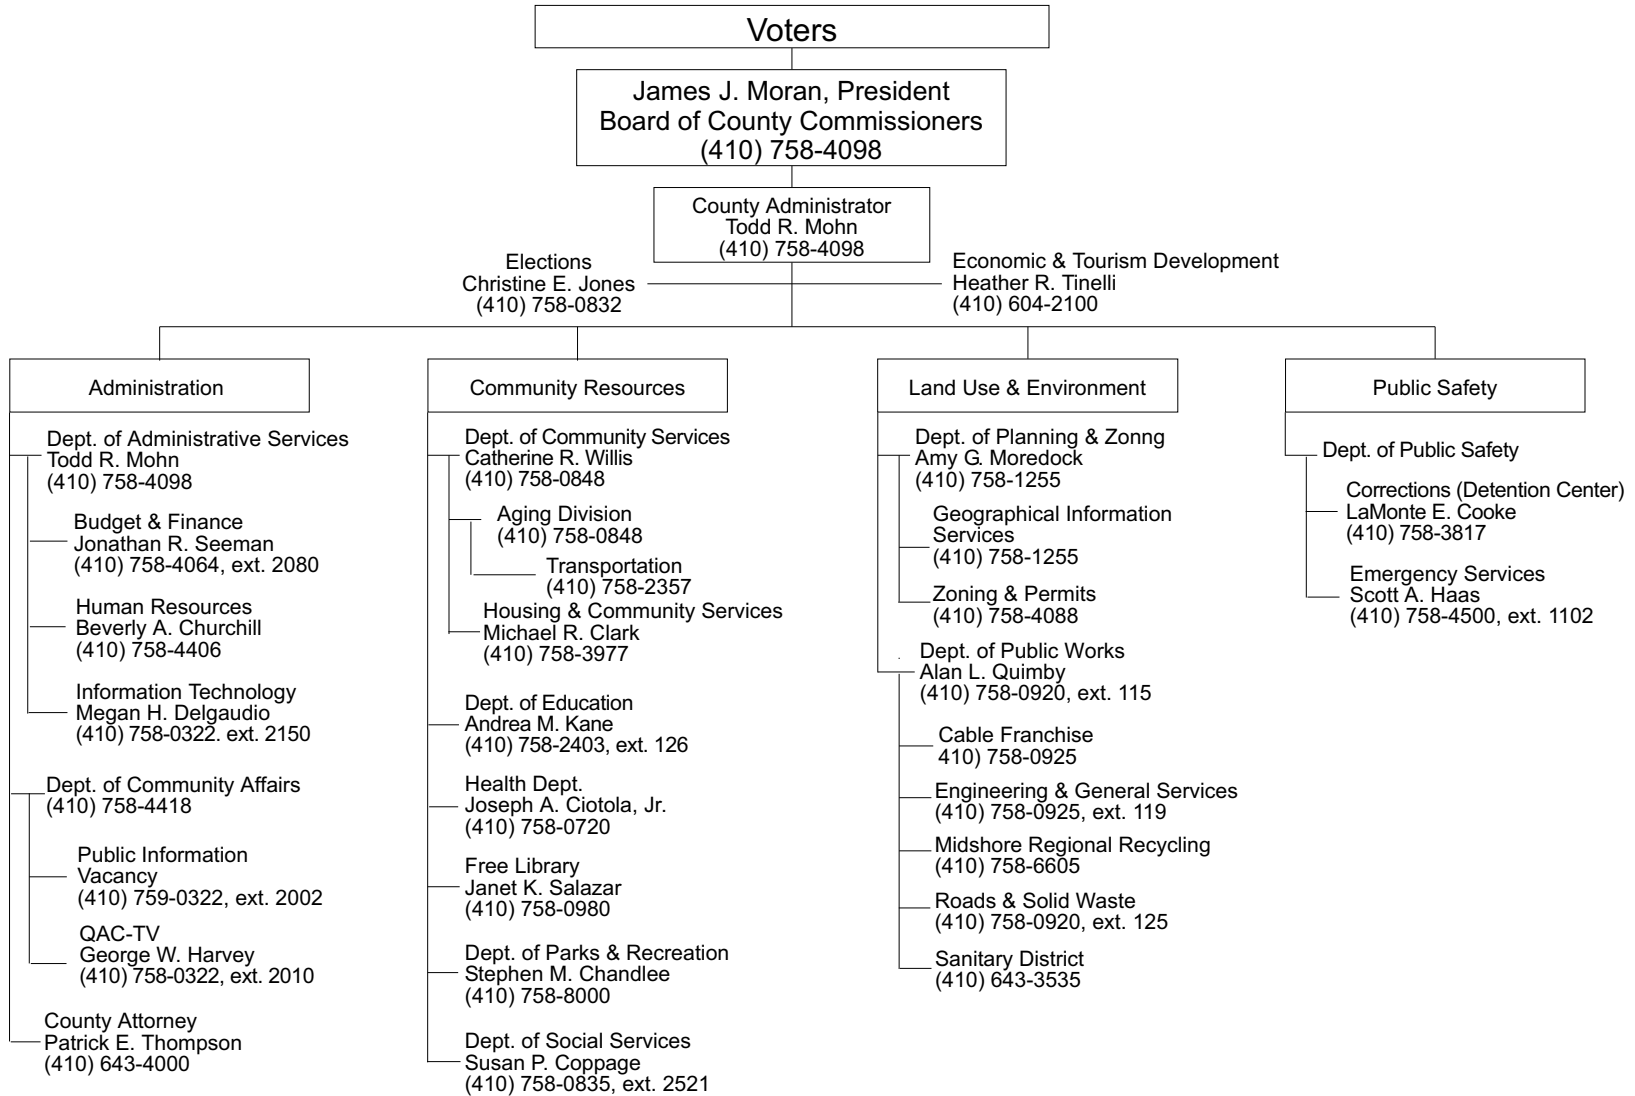 Voters
James J. Moran, President
Board of County Commissioners
(410) 758-4098
County Administrator
Todd R. Mohn
(410) 758-4098
Elections
Christine E. Jones
(410) 758-0832
Economic & Tourism Development
Heather R. Tinelli
(410) 604-2100
Administration
Dept. of Administrative Services
Todd R. Mohn
(410) 758-4098
Budget & Finance
Jonathan R. Seeman
(410) 758-4064, ext. 2080
Human Resources
Beverly A. Churchill
(410) 758-4406
Information Technology
Megan H. Delgaudio
(410) 758-0322. ext. 2150
Dept. of Community Affairs
(410) 758-4418
Public Information
Vacancy
(410) 759-0322, ext. 2002
QAC-TV
George W. Harvey
(410) 758-0322, ext. 2010
County Attorney
Patrick E. Thompson
(410) 643-4000
Community Resources
Dept. of Community Services
Catherine R. Willis
(410) 758-0848
Aging Division
(410) 758-0848
Transportation
(410) 758-2357
Housing & Community Services
Michael R. Clark
(410) 758-3977
Dept. of Education
Andrea M. Kane
(410) 758-2403, ext. 126
Health Dept.
Joseph A. Ciotola, Jr.
(410) 758-0720
Free Library
Janet K. Salazar
(410) 758-0980
Dept. of Parks & Recreation
Stephen M. Chandlee
(410) 758-8000
Dept. of Social Services
Susan P. Coppage
(410) 758-0835, ext. 2521
Land Use & Environment
Dept. of Planning & Zonng
Amy G. Moredock
(410) 758-1255
Geographical Information
Services
(410) 758-1255
Zoning & Permits
(410) 758-4088
Dept. of Public Works
Alan L. Quimby
(410) 758-0920, ext. 115
Cable Franchise
410) 758-0925
Engineering & General Services
(410) 758-0925, ext. 119
Midshore Regional Recycling
(410) 758-6605
Roads & Solid Waste
(410) 758-0920, ext. 125
Sanitary District
(410) 643-3535
Public Safety
Dept. of Public Safety
Corrections (Detention Center)
LaMonte E. Cooke
(410) 758-3817
Emergency Services
Scott A. Haas
(410) 758-4500, ext. 1102